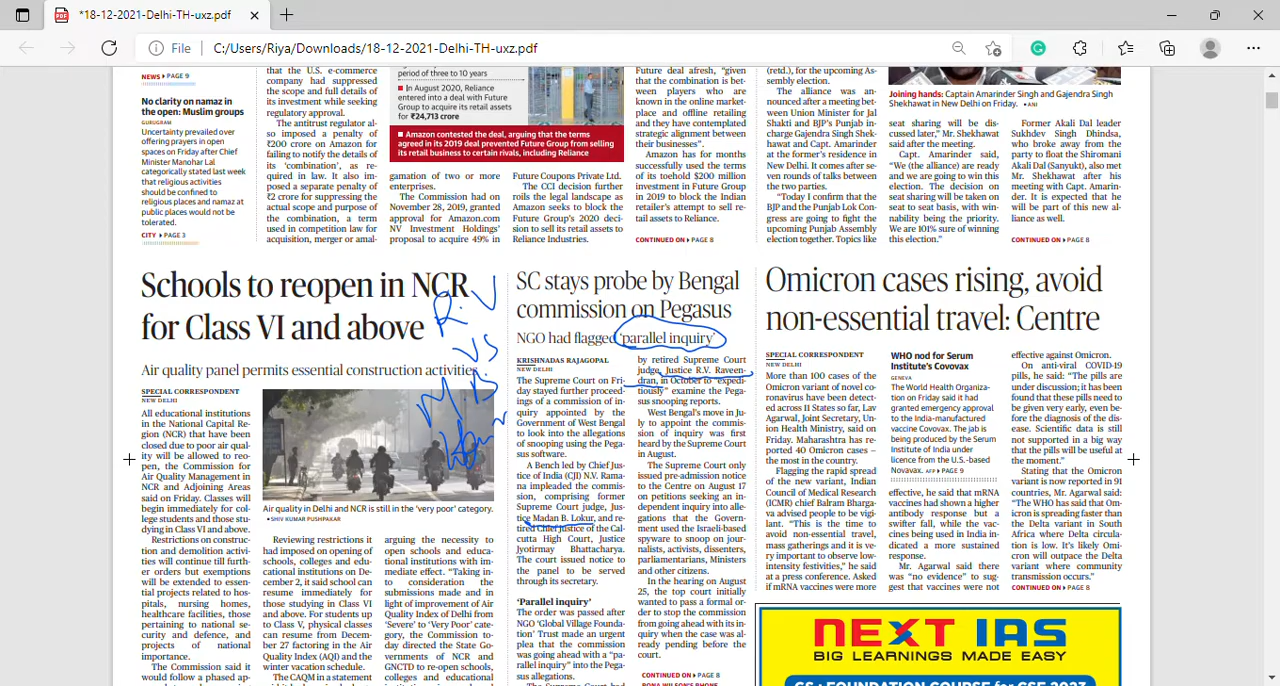 *18-12-2021-Delhi-TH-uxz.pdf
File
C:/Users/Riya/Downloads/18-12-2021-Delhi-TH-uxz.pdf
NEWS PAGE 9
No clarity on namaz in
the open: Muslim groups
GURUGRAM
Uncertainty prevailed over
offering prayers in open
spaces on Friday after Chief
Minister Manohar Lal
categorically stated last week
that religious activities
should be confined to
religious places and namaz at
public places would not be
tolerated.
CITY PAGE 3
that the U.S. e-commerce
company had suppressed
the scope and full details of
its investment while seeking
regulatory approval.
The antitrust regulator al-
so imposed a penalty of
₹200 crore on Amazon for
failing to notify the details of
its 'combination', as re-
quired in law. It also im-
posed a separate penalty of
₹2 crore for suppressing the
actual scope and purpose of
the combination, a term
used in competition law for
acquisition, merger or amal-
period of three to 10 years
In August 2020, Reliance
entered into a deal with Future
Group to acquire its retail assets
for ₹24,713 crore
Amazon contested the deal, arguing that the terms
agreed in its 2019 deal prevented Future Group from selling
its retail business to certain rivals, including Reliance
gamation of two or more
enterprises.
The Commission had on
November 28, 2019, granted
approval for Amazon.com
NV Investment Holdings'
proposal to acquire 49% in
Future Coupons Private Ltd.
The CCI decision further
roils the legal landscape as
Amazon seeks to block the
Future Group's 2020 deci-
sion to sell its retail assets to
Reliance Industries.
Future deal afresh, "given
that the combination is be-
tween players who are
known in the online market-
place and offline retailing
and they have contemplated
strategic alignment between
their businesses".
Amazon has for months
successfully used the terms
of its toehold $200 million
investment in Future Group
in 2019 to block the Indian
retailer's attempt to sell re-
tail assets to Reliance.
CONTINUED ON PAGE 8
(retd.), for the upcoming As-
sembly election.
The alliance was an-
nounced after a meeting bet-
ween Union Minister for Jal
Shakti and BJP's Punjab in-
charge Gajendra Singh Shek-
hawat and Capt. Amarinder
at the former's residence in
New Delhi. It comes after se-
ven rounds of talks between
the two parties.
"Today I confirm that the
BJP and the Punjab Lok Con-
gress are going to fight the
upcoming Punjab Assembly
election together. Topics like
Joining hands: Captain Amarinder Singh and Gajendra Singh
Shekhawat in New Delhi on Friday. ANI
seat sharing will be dis-
cussed later," Mr. Shekhawat
said after the meeting.
Capt. Amarinder said,
"We (the alliance) are ready
and we are going to win this
election. The decision on
seat sharing will be taken on
seat to seat basis, with win-
nability being the priority.
We are 101% sure of winning
this election."
Former Akali Dal leader
Sukhdev Singh Dhindsa,
who broke away from the
party to float the Shiromani
Akali Dal (Sanyukt), also met
Mr. Shekhawat after his
meeting with Capt. Amarin-
der. It is expected that he
will be part of this new al-
liance as well.
CONTINUED ON PAGE 8
Schools to reopen in NCR
for Class VI and above
Air quality panel permits essential construction activities
SPECIAL CORRESPONDENT
NEW DELHI
All educational institutions
in the National Capital Re-
gion (NCR) that have been
closed due to poor air qual-
ity will be allowed to reo-
pen, the Commission for
Air Quality Management in
NCR and Adjoining Areas
said on Friday. Classes will
begin immediately for col-
lege students and those stu-
dying in Class VI and above.
Restrictions on construc-
tion and demolition activi-
ties will continue till furth-
er orders but exemptions
will be extended to essen-
tial projects related to hos-
pitals, nursing homes,
healthcare facilities, those
pertaining to national se-
curity and defence, and
projects of national
importance.
The Commission said it
would follow a phased ap-
Air quality in Delhi and NCR is still in the 'very poor' category.
SHIV KUMAR PUSHPAKAR
Reviewing restrictions it
had imposed on opening of
schools, colleges and edu-
cational institutions on De-
cember 2, it said school can
resume immediately for
those studying in Class VI
and above. For students up
to Class V, physical classes
can resume from Decem-
ber 27 factoring in the Air
Quality Index (AQI) and the
winter vacation schedule.
The CAQM in a statement
arguing the necessity to
open schools and educa-
tional institutions with im-
mediate effect. "Taking in-
to consideration the
submissions made and in
light of improvement of Air
Quality Index of Delhi from
'Severe' to 'Very Poor' cate-
gory, the Commission to-
day directed the State Go-
vernments of NCR and
GNCTD to re-open schools,
colleges and educational
R.V
VS
M.B
SC stays probe by Bengal
commission on Pegasus
NGO had flagged 'parallel inquiry'
KRISHNADAS RAJAGOPAL
NEW DELHI
The Supreme Court on Fri-
day stayed further proceed-
ings of a commission of in-
quiry appointed by the
Government of West Bengal
to look into the allegations
of snooping using the Pega-
sus software.
A Bench led by Chief Jus-
tice of India (CJI) N.V. Rama-
na impleaded the commis-
sion, comprising former
Supreme Court judge, Jus-
tice Madan B. Lokur, and re-
tired Chief Justice of the Cal-
cutta High Court, Justice
Jyotirmay Bhattacharya.
The court issued notice to
the panel to be served
through its secretary.
'Parallel inquiry'
The order was passed after
NGO 'Global Village Founda-
tion' Trust made an urgent
plea that the commission
was going ahead with a "pa-
rallel inquiry" into the Pega-
sus allegations.
by retired Supreme Court
judge, Justice R.V. Raveen-
dran, in October to "expedi-
tiously" examine the Pega-
sus snooping reports.
West Bengal's move in Ju-
ly to appoint the commis-
sion of inquiry was first
heard by the Supreme Court
in August.
The Supreme Court only
issued pre-admission notice
to the Centre on August 17
on petitions seeking an in-
dependent inquiry into alle-
gations that the Govern-
ment used the Israeli-based
spyware to snoop on jour-
nalists, activists, dissenters,
parliamentarians, Ministers
and other citizens.
In the hearing on August
25, the top court initially
wanted to pass a formal or-
der to stop the commission
from going ahead with its in-
quiry when the case was al-
ready pending before the
court.
CONTINUED ON PAGE 8
Omicron cases rising, avoid
non-essential travel: Centre
SPECIAL CORRESPONDENT
NEW DELHI
More than 100 cases of the
Omicron variant of novel co-
ronavirus have been detect-
ed across 11 States so far, Lav
Agarwal, Joint Secretary, Un-
ion Health Ministry, said on
Friday. Maharashtra has re-
ported 40 Omicron cases –
the most in the country.
Flagging the rapid spread
of the new variant, Indian
Council of Medical Research
(ICMR) chief Balram Bharga-
va advised people to be vigi-
lant. "This is the time to
avoid non-essential travel,
mass gatherings and it is ve-
ry important to observe low-
intensity festivities," he said
at a press conference. Asked
if mRNA vaccines were more
WHO nod for Serum
Institute's Covovax
GENEVA
The World Health Organiza-
tion on Friday said it had
granted emergency approval
to the India-manufactured
vaccine Covovax. The jab is
being produced by the Serum
Institute of India under
licence from the U.S.-based
Novavax. AFP PAGE 9
effective, he said that mRNA
vaccines had shown a higher
antibody response but a
swifter fall, while the vac-
cines being used in India in-
dicated a more sustained
response.
Mr. Agarwal said there
was "no evidence" to sug-
gest that vaccines were not
effective against Omicron.
On anti-viral COVID-19
pills, he said: "The pills are
under discussion; it has been
found that these pills need to
be given very early, even be-
fore the diagnosis of the dis-
ease. Scientific data is still
not supported in a big way
that the pills will be useful at
the moment."
Stating that the Omicron
variant is now reported in 91
countries, Mr. Agarwal said:
"The WHO has said that Om-
icron is spreading faster than
the Delta variant in South
Africa where Delta circula-
tion is low. It's likely Omi-
cron will outpace the Delta
variant where community
transmission occurs."
CONTINUED ON PAGE 8
NEXT IAS
BIG LEARNINGS MADE EASY